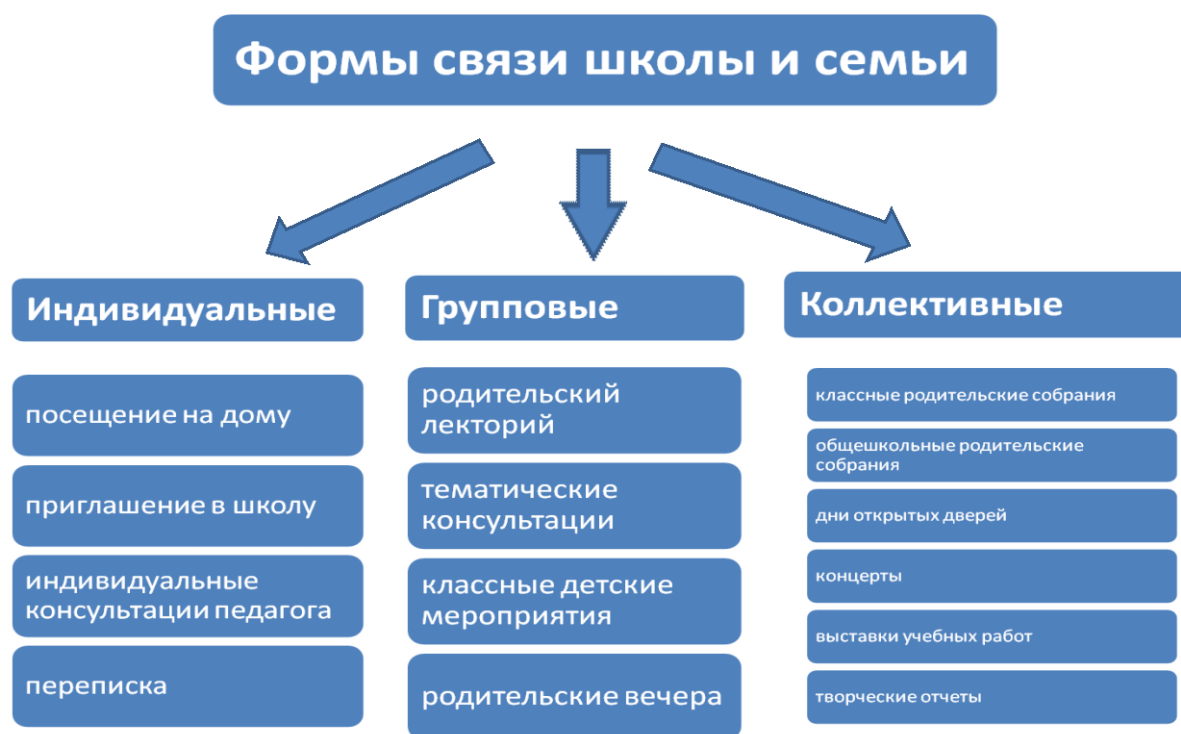 Формы связи школы и семьи
Индивидуальные
посещение на дому
приглашение в школу
индивидуальные
консультации педагога
переписка
Групповые
родительский
лекторий
тематические
консультации
классные детские
мероприятия
родительские вечера
Коллективные
классные родительские собрания
общешкольные родительские
собрания
дни открытых дверей
концерты
выставки учебных работ
творческие отчеты